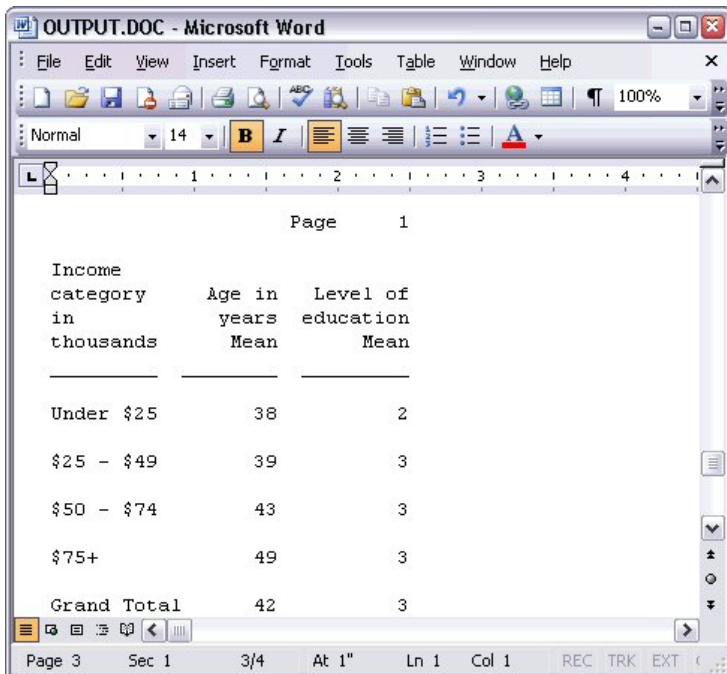 OUTPUT.DOC - Microsoft Word
File Edit View Insert Format Tools Table Window Help
100%
Normal 14 B I A
1 2 3 4
Page 1
Income
category Age in Level of
in years education
thousands Mean Mean
Under $25 38 2
$25 - $49 39 3
$50 - $74 43 3
$75+ 49 3
Grand Total 42 3
Page 3 Sec 1 3/4 At 1" Ln 1 Col 1 REC TRK EXT